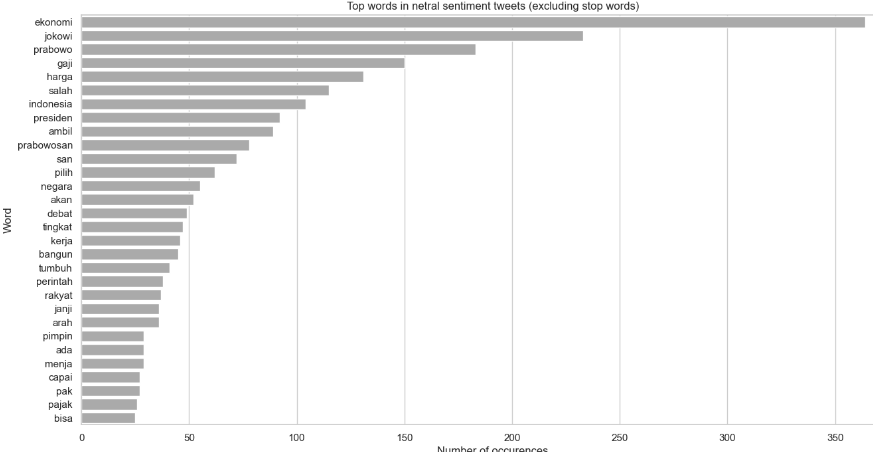 Top words in netral sentiment tweets (excluding stop words)
ekonomi
jokowi
prabowo
gaji
harga
salah
indonesia
presiden
ambil
prabowosan
san
pilih
negara
akan
debat
tingkat
kerja
bangun
tumbuh
perintah
rakyat
janji
arah
pimpin
ada
menja
capai
pak
pajak
bisa
Word
0 50 100 150 200 250 300 350
Number of occurences